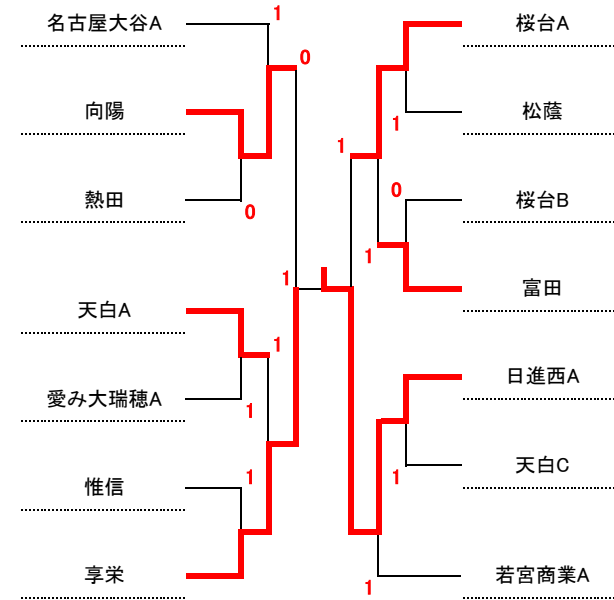 名古屋大谷A
1
0
向陽
熱田
0
1
天白A
1
愛み大瑞穂A
1
惟信
1
享栄
桜台A
松蔭
1
1
桜台B
0
富田
1
日進西A
天白C
1
若宮商業A
1